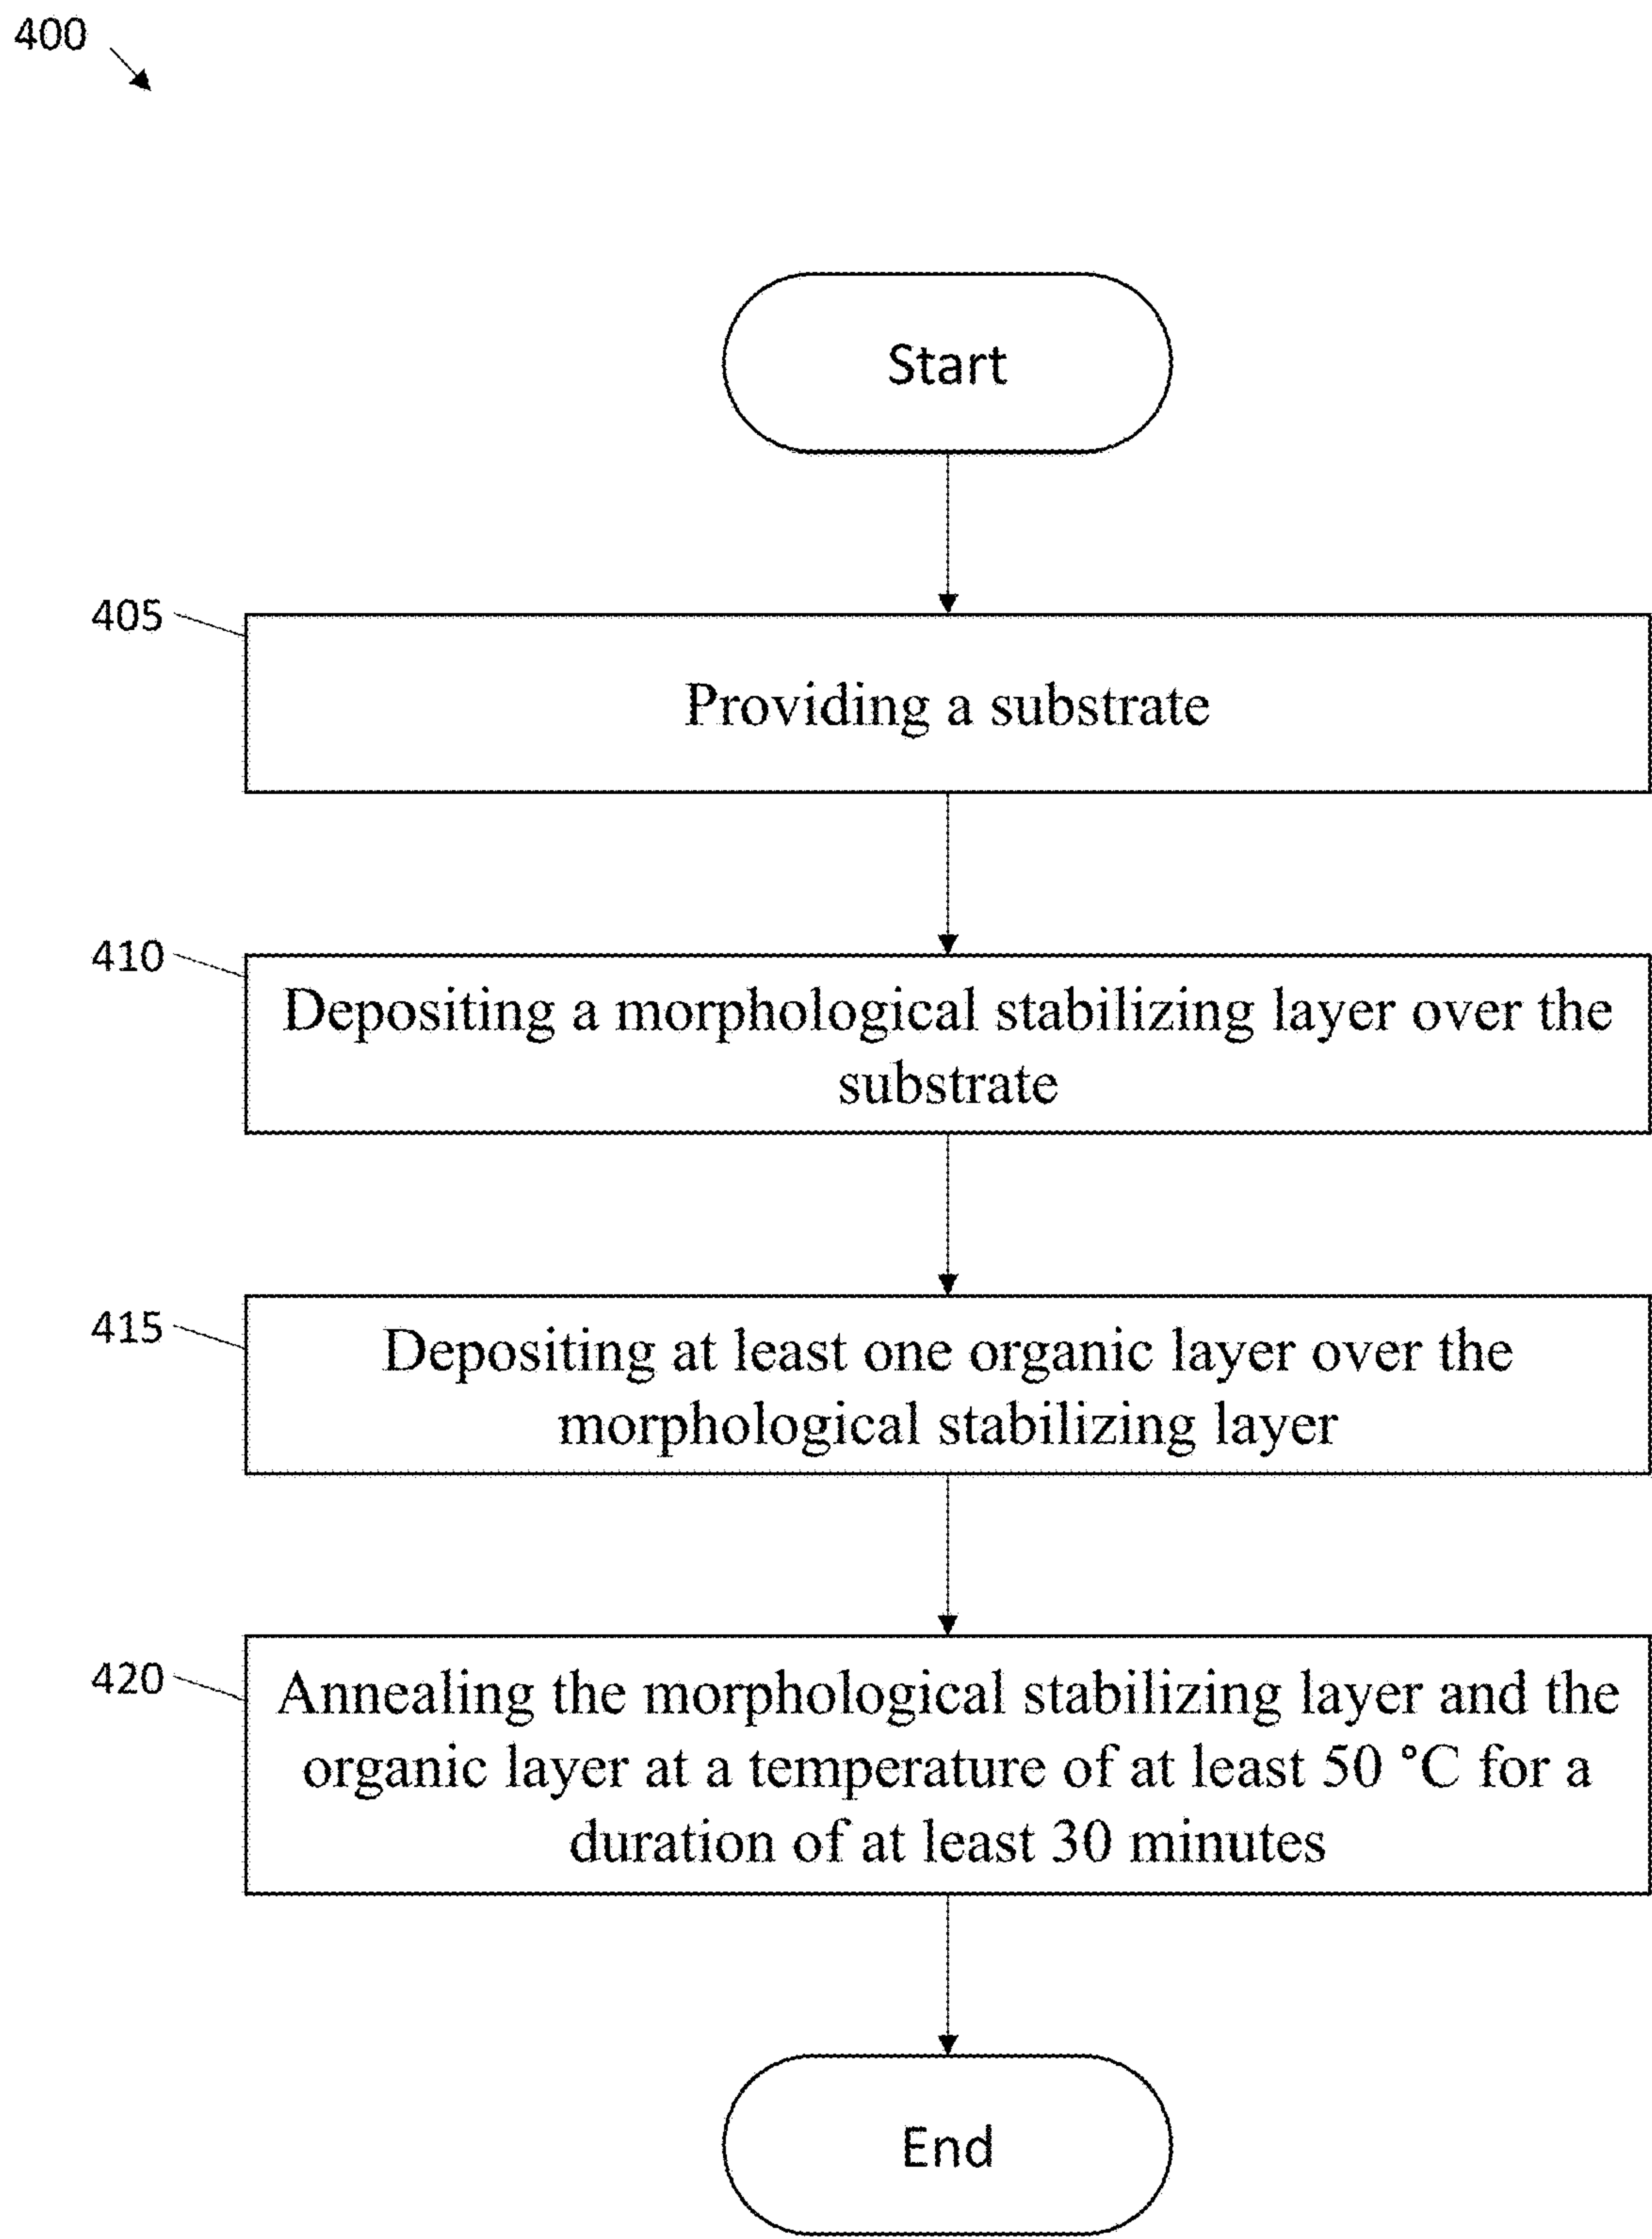 400
Start
405
Providing a substrate
410
Depositing a morphological stabilizing layer over the
substrate
415
Depositing at least one organic layer over the
morphological stabilizing layer
420
Annealing the morphological stabilizing layer and the
organic layer at a temperature of at least 50 °C for a
duration of at least 30 minutes
End